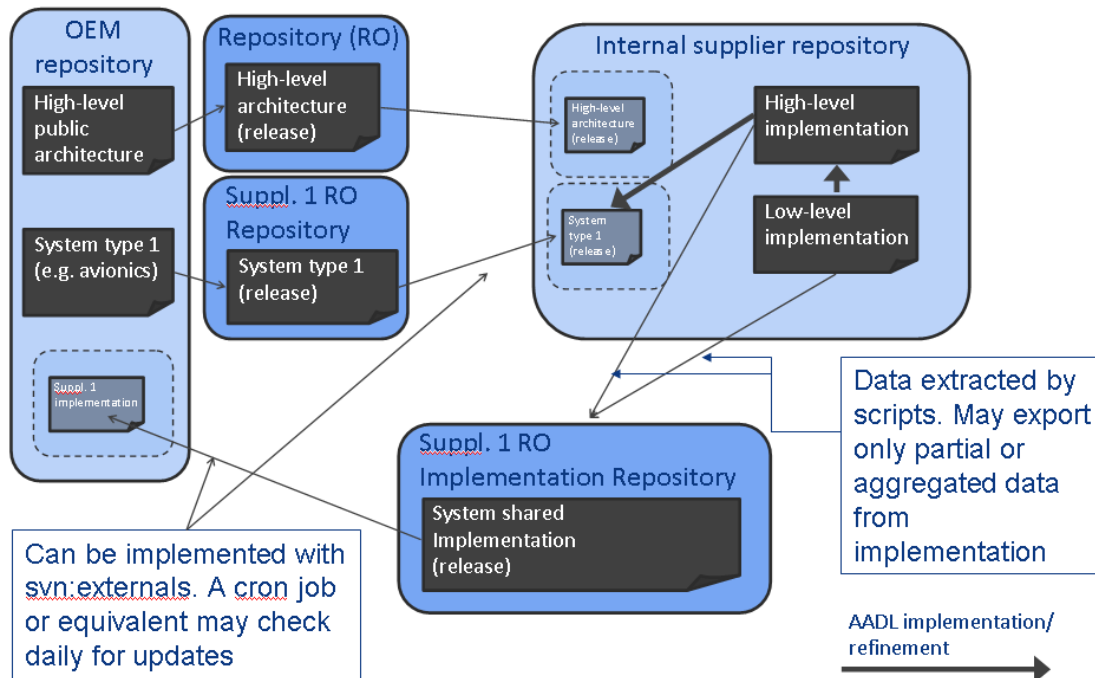 OEM
repository
High-level
public
architecture
System type 1
(e.g. avionics)
Suppl. 1
implementation
Repository (RO)
High-level
architecture
(release)
Suppl. 1 RO
Repository
System type 1
(release)
Internal supplier repository
High-level
architecture
(release)
System
type 1
(release)
High-level
implementation
Low-level
implementation
Suppl. 1 RO
Implementation Repository
System shared
Implementation
(release)
Can be implemented with
svn:externals. A cron job
or equivalent may check
daily for updates
Data extracted by
scripts. May export
only partial or
aggregated data
from
implementation
AADL implementation/
refinement